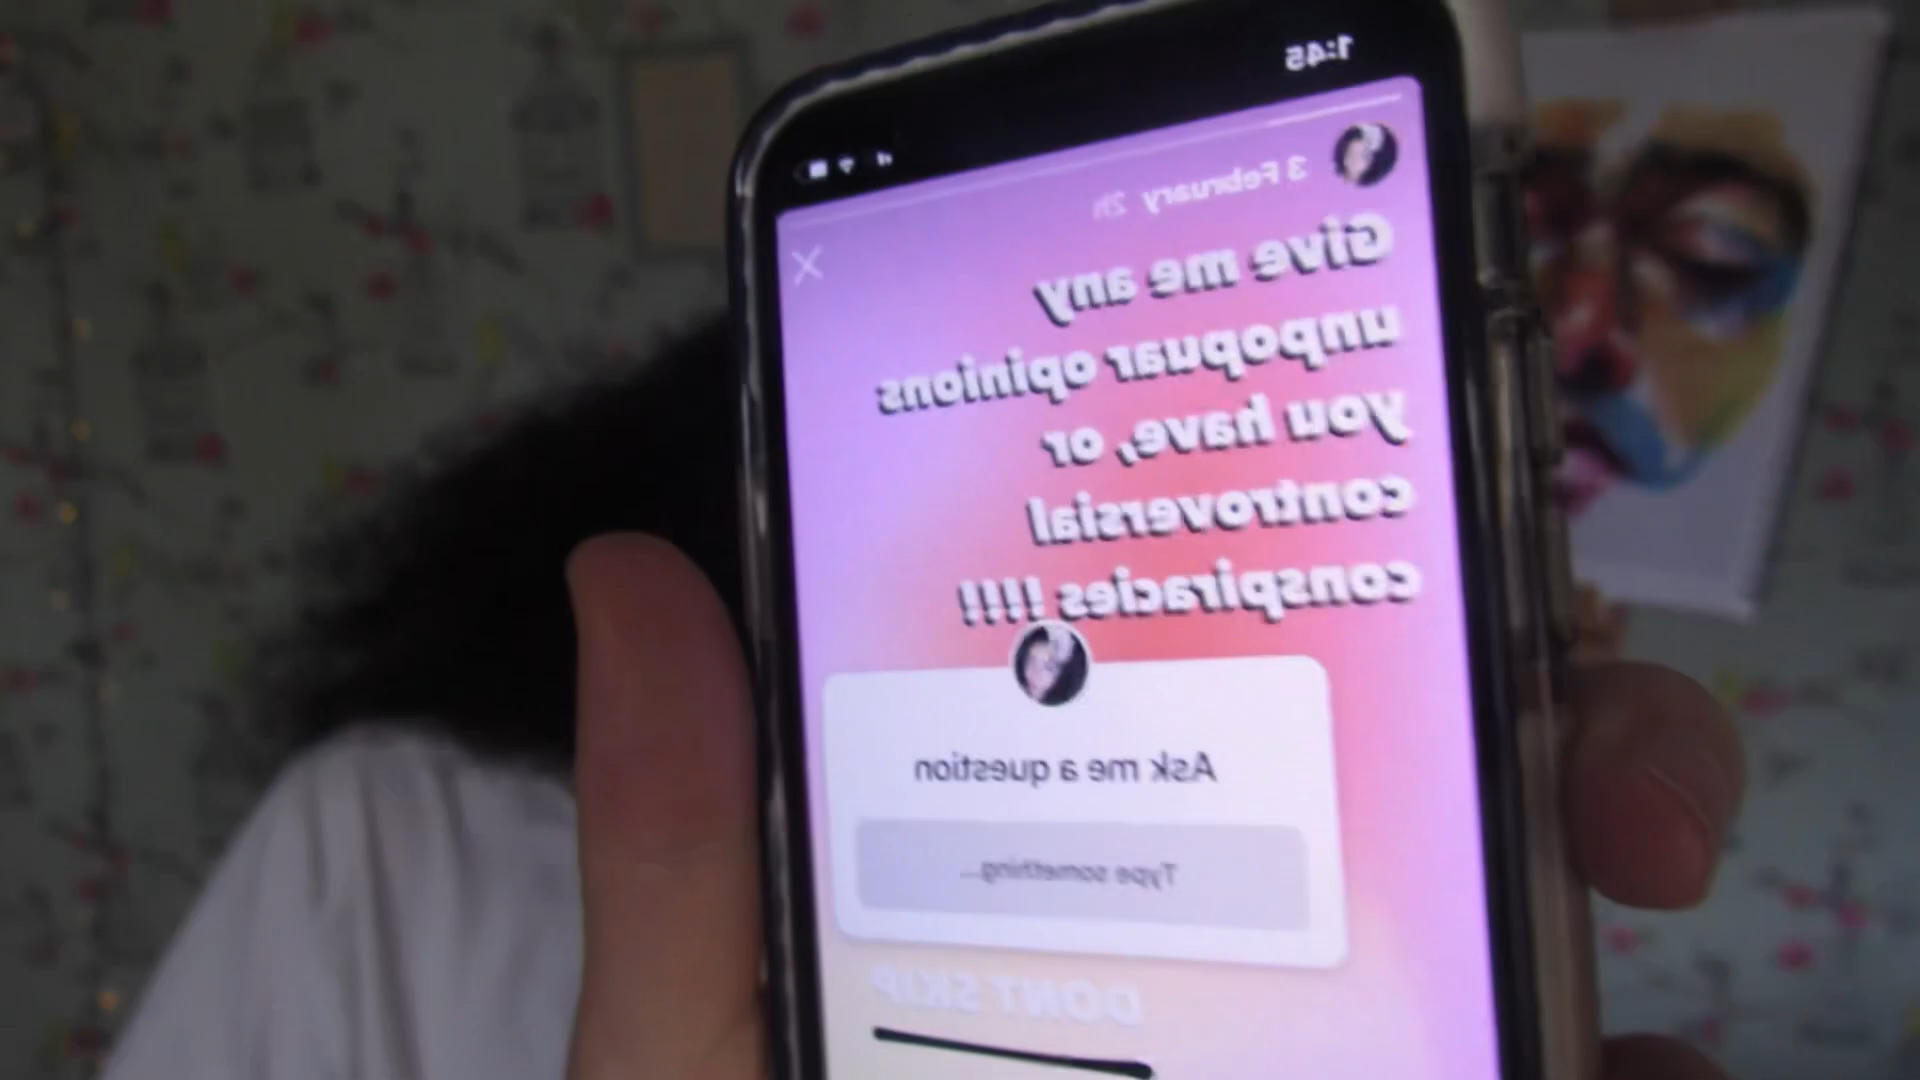 1:45
3 February 2h
Give me any
unpopuar opinions
you have, or
controversial
conspiracies !!!!
Ask me a question
Type something...
DONT SKIP